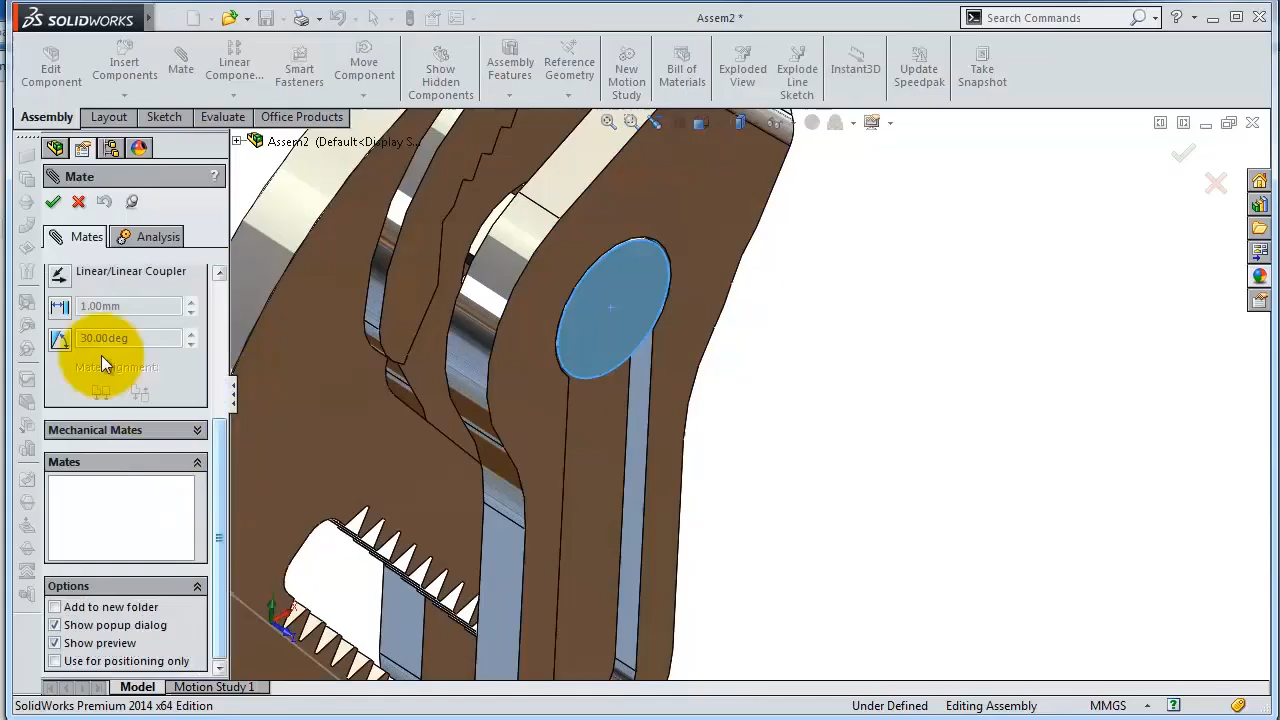 SOLIDWORKS
Assem2 *
Search Commands
Edit Component
Insert Components
Mate
Linear Compone...
Smart Fasteners
Move Component
Show Hidden Components
Assembly Features
Reference Geometry
New Motion Study
Bill of Materials
Exploded View
Explode Line Sketch
Instant3D
Update Speedpak
Take Snapshot
Assembly
Layout
Sketch
Evaluate
Office Products
Assem2 (Default<Display S...
Mate
?
Mates
Analysis
Linear/Linear Coupler
1.00mm
30.00deg
Mate alignment:
Mechanical Mates
Mates
Options
Add to new folder
Show popup dialog
Show preview
Use for positioning only
Model
Motion Study 1
SolidWorks Premium 2014 x64 Edition
Under Defined
Editing Assembly
MMGS
?